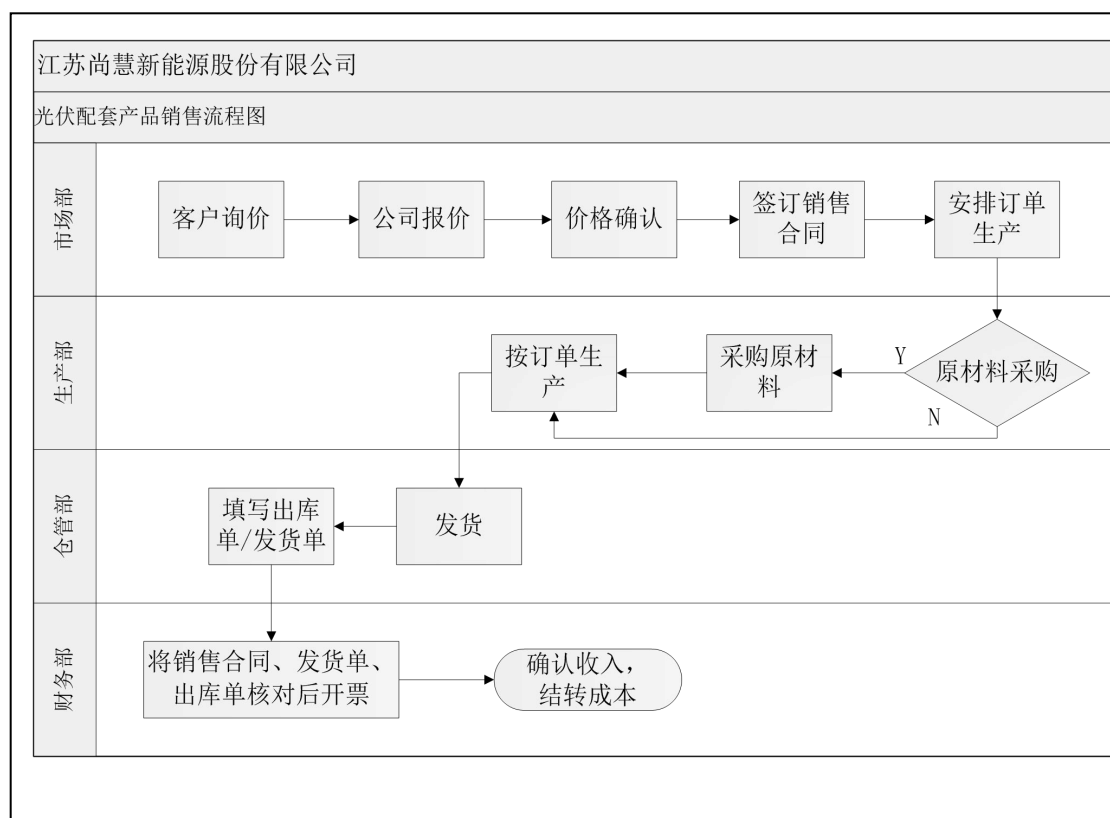 江苏尚慧新能源股份有限公司
光伏配套产品销售流程图
市场部
客户询价
公司报价
价格确认
签订销售
合同
安排订单
生产
生产部
按订单生
产
采购原材
料
Y
原材料采购
N
仓管部
填写出库
单/发货单
发货
财务部
将销售合同、发货单、
出库单核对后开票
确认收入，
结转成本